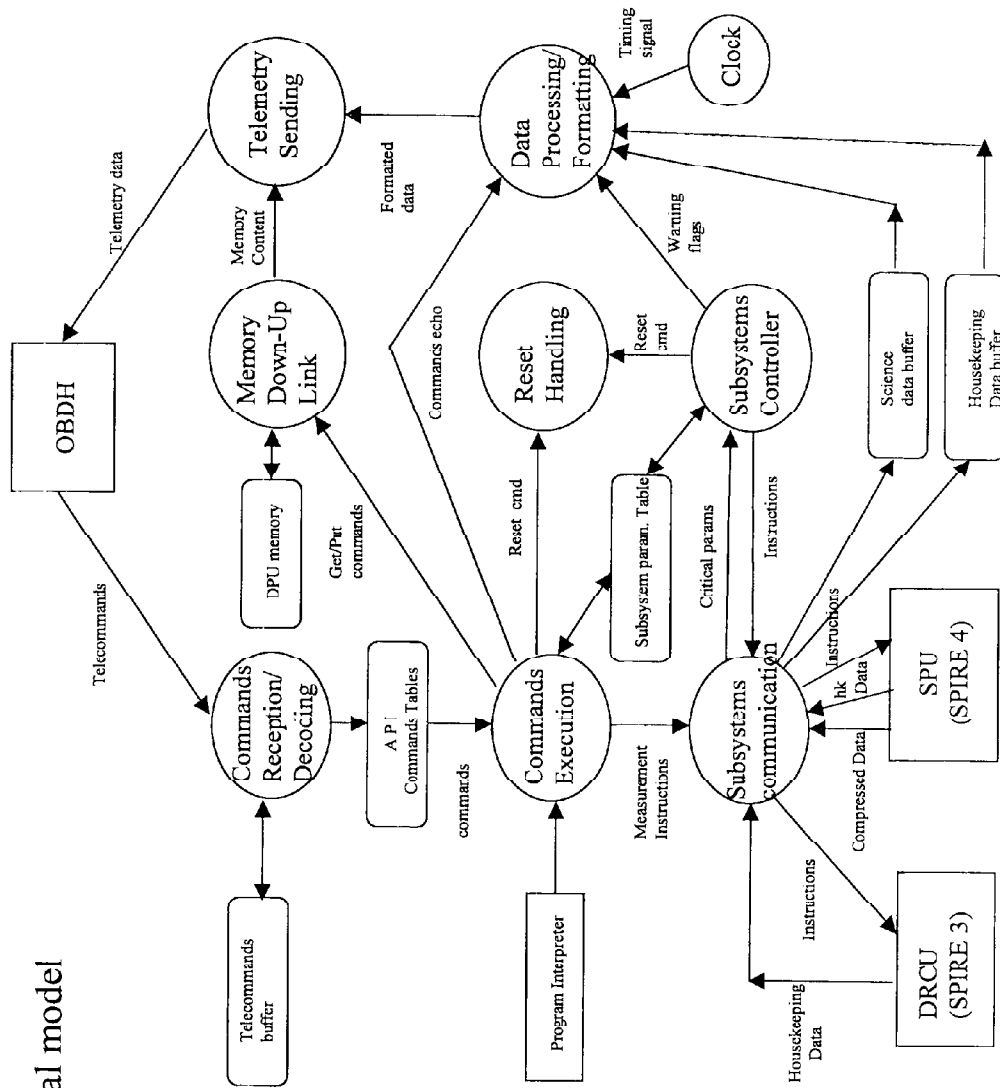 al model
OBDH
Telecommands
Telemetry data
Telecommands
buffer
Commands
Reception/
Decocing
DPU memory
Memory
Down-Up
Link
Memory
Content
Telemetry
Sending
A P I
Commands Tables
Get/Put
commands
commands
Commands echo
Formatted
data
Program Interpreter
Commands
Execution
Reset cmd
Reset
Handling
Data
Processing/
Formatting
Timing
signal
Clock
Measurement
Instructions
Subsystem param. Table
Reset
cmd
Warning
flags
Subsystems
communication
Critical params
Instructions
Subsystems
Controller
Housekeeping
Data
Instructions
Compressed Data
hk
Data
Instructions
Science
data buffer
Housekeeping
Data buffer
DRCU
(SPIRE 3)
SPU
(SPIRE 4)